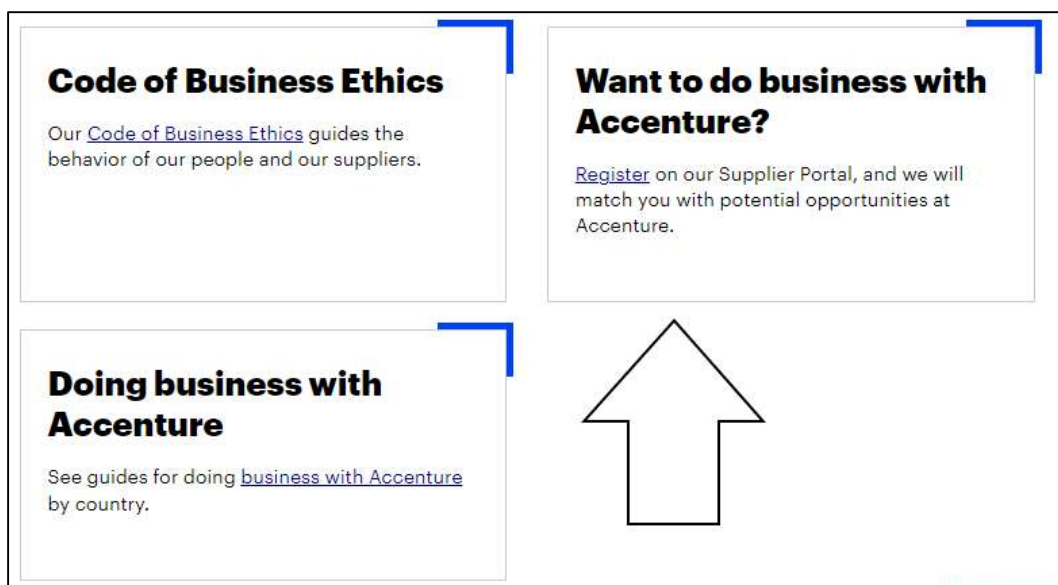 Code of Business Ethics
Our Code of Business Ethics guides the
behavior of our people and our suppliers.
Want to do business with
Accenture?
Register on our Supplier Portal, and we will
match you with potential opportunities at
Accenture.
Doing business with
Accenture
See guides for doing business with Accenture
by country.